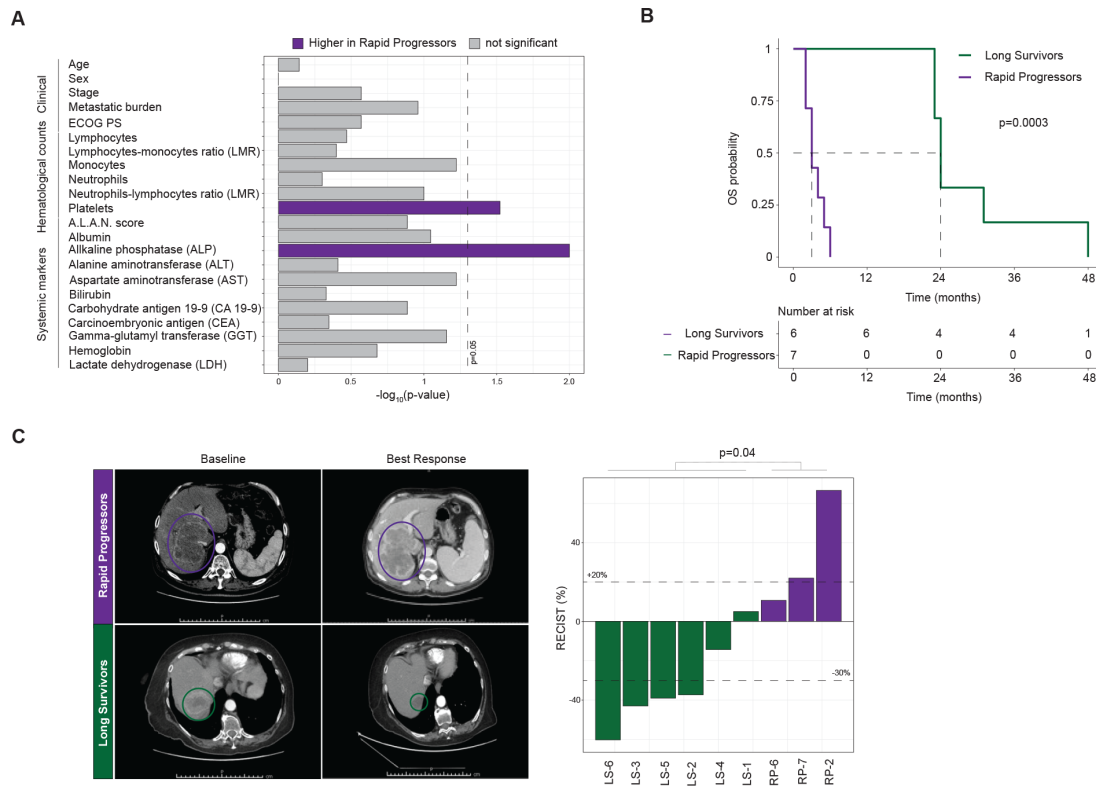 A
Higher in Rapid Progressors
not significant
Clinical
Hematological counts
Systemic markers
Age
Sex
Stage
Metastatic burden
ECOG PS
Lymphocytes
Lymphocytes-monocytes ratio (LMR)
Monocytes
Neutrophils
Neutrophils-lymphocytes ratio (LMR)
Platelets
A.L.A.N. score
Albumin
Allkaline phosphatase (ALP)
Alanine aminotransferase (ALT)
Aspartate aminotransferase (AST)
Bilirubin
Carbohydrate antigen 19-9 (CA 19-9)
Carcinoembryonic antigen (CEA)
Gamma-glutamyl transferase (GGT)
Hemoglobin
Lactate dehydrogenase (LDH)
p=0.05
0 0.5 1 1.5 2.0
-log10(p-value)
B
1
0.75
0.5
0.25
0
OS probability
Long Survivors
Rapid Progressors
p=0.0003
0 12 24 36 48
Time (months)
Number at risk
Long Survivors 6 6 4 4 1
Rapid Progressors 7 0 0 0 0
0 12 24 36 48
Time (months)
C
Baseline
Best Response
Rapid Progressors
Long Survivors
cm
cm
cm
cm
p=0.04
RECIST (%)
40
0
-40
+20%
-30%
LS-6
LS-3
LS-5
LS-2
LS-4
LS-1
RP-6
RP-7
RP-2